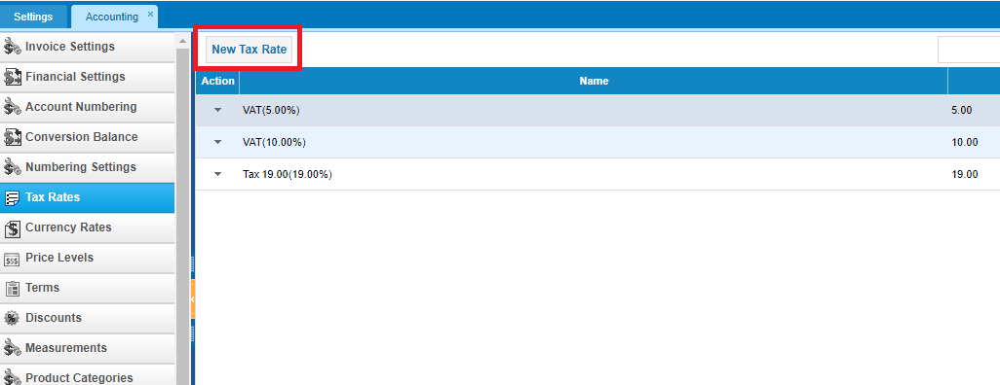 Settings
Accounting
Invoice Settings
Financial Settings
Account Numbering
Conversion Balance
Numbering Settings
Tax Rates
Currency Rates
Price Levels
Terms
Discounts
Measurements
Product Categories
New Tax Rate
Action Name
VAT(5.00%) 5.00
VAT(10.00%) 10.00
Tax 19.00(19.00%) 19.00